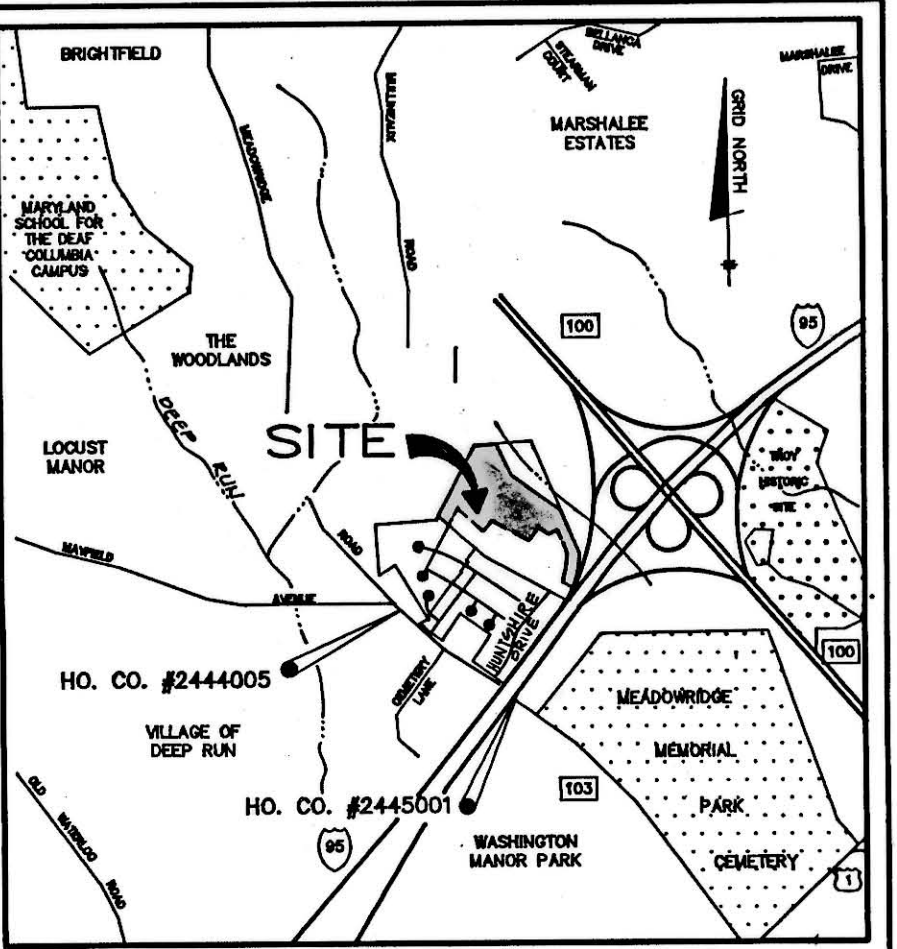 BRIGHTFIELD
BELLANCA
DRIVE
STEARMAN
COURT
MARSHALEE
DRIVE
MULLINEAUX
ROAD
MEADOWRIDGE
ROAD
MARSHALEE
ESTATES
GRID NORTH
MARYLAND
SCHOOL FOR
THE DEAF
COLUMBIA
CAMPUS
THE
WOODLANDS
100
95
DEEP
RUN
SITE
LOCUST
MANOR
TROY
HISTORIC
SITE
MAYFIELD
AVENUE
HUNTSHIRE
DRIVE
HO. CO. #2444005
CEMETERY
LANE
100
VILLAGE OF
DEEP RUN
MEADOWRIDGE
MEMORIAL
PARK
CEMETERY
OLD
WATERLOO
ROAD
HO. CO. #2445001
103
95
WASHINGTON
MANOR PARK
1